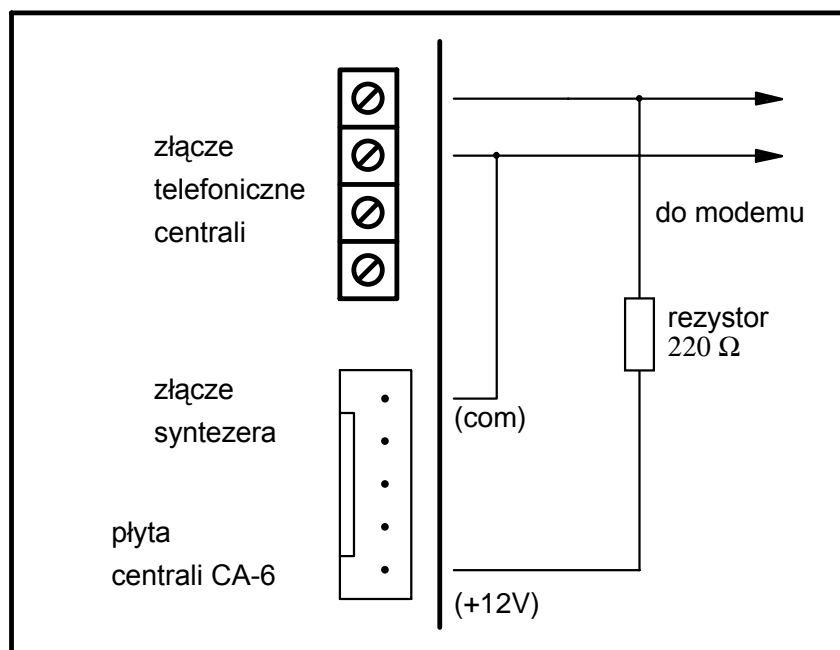 złącze
telefoniczne
centrali
do modemu
rezystor
220 Ω
złącze
syntezera
(com)
płyta
centrali CA-6
(+12V)